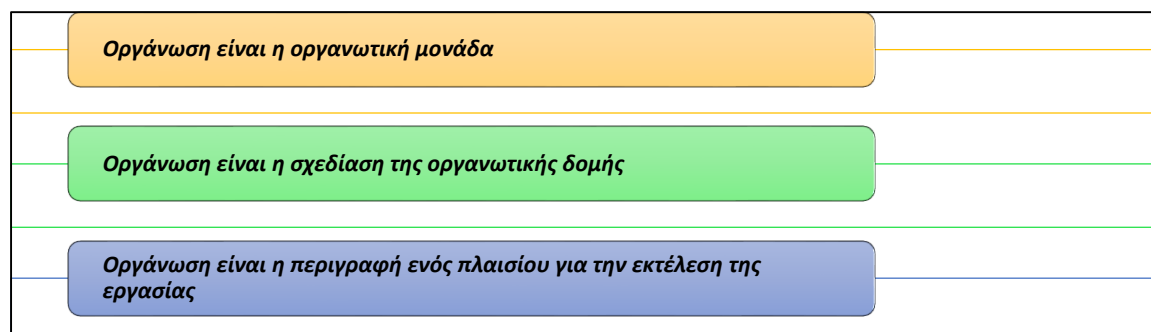 Οργάνωση είναι η οργανωτική μονάδα
Οργάνωση είναι η σχεδίαση της οργανωτικής δομής
Οργάνωση είναι η περιγραφή ενός πλαισίου για την εκτέλεση της
εργασίας